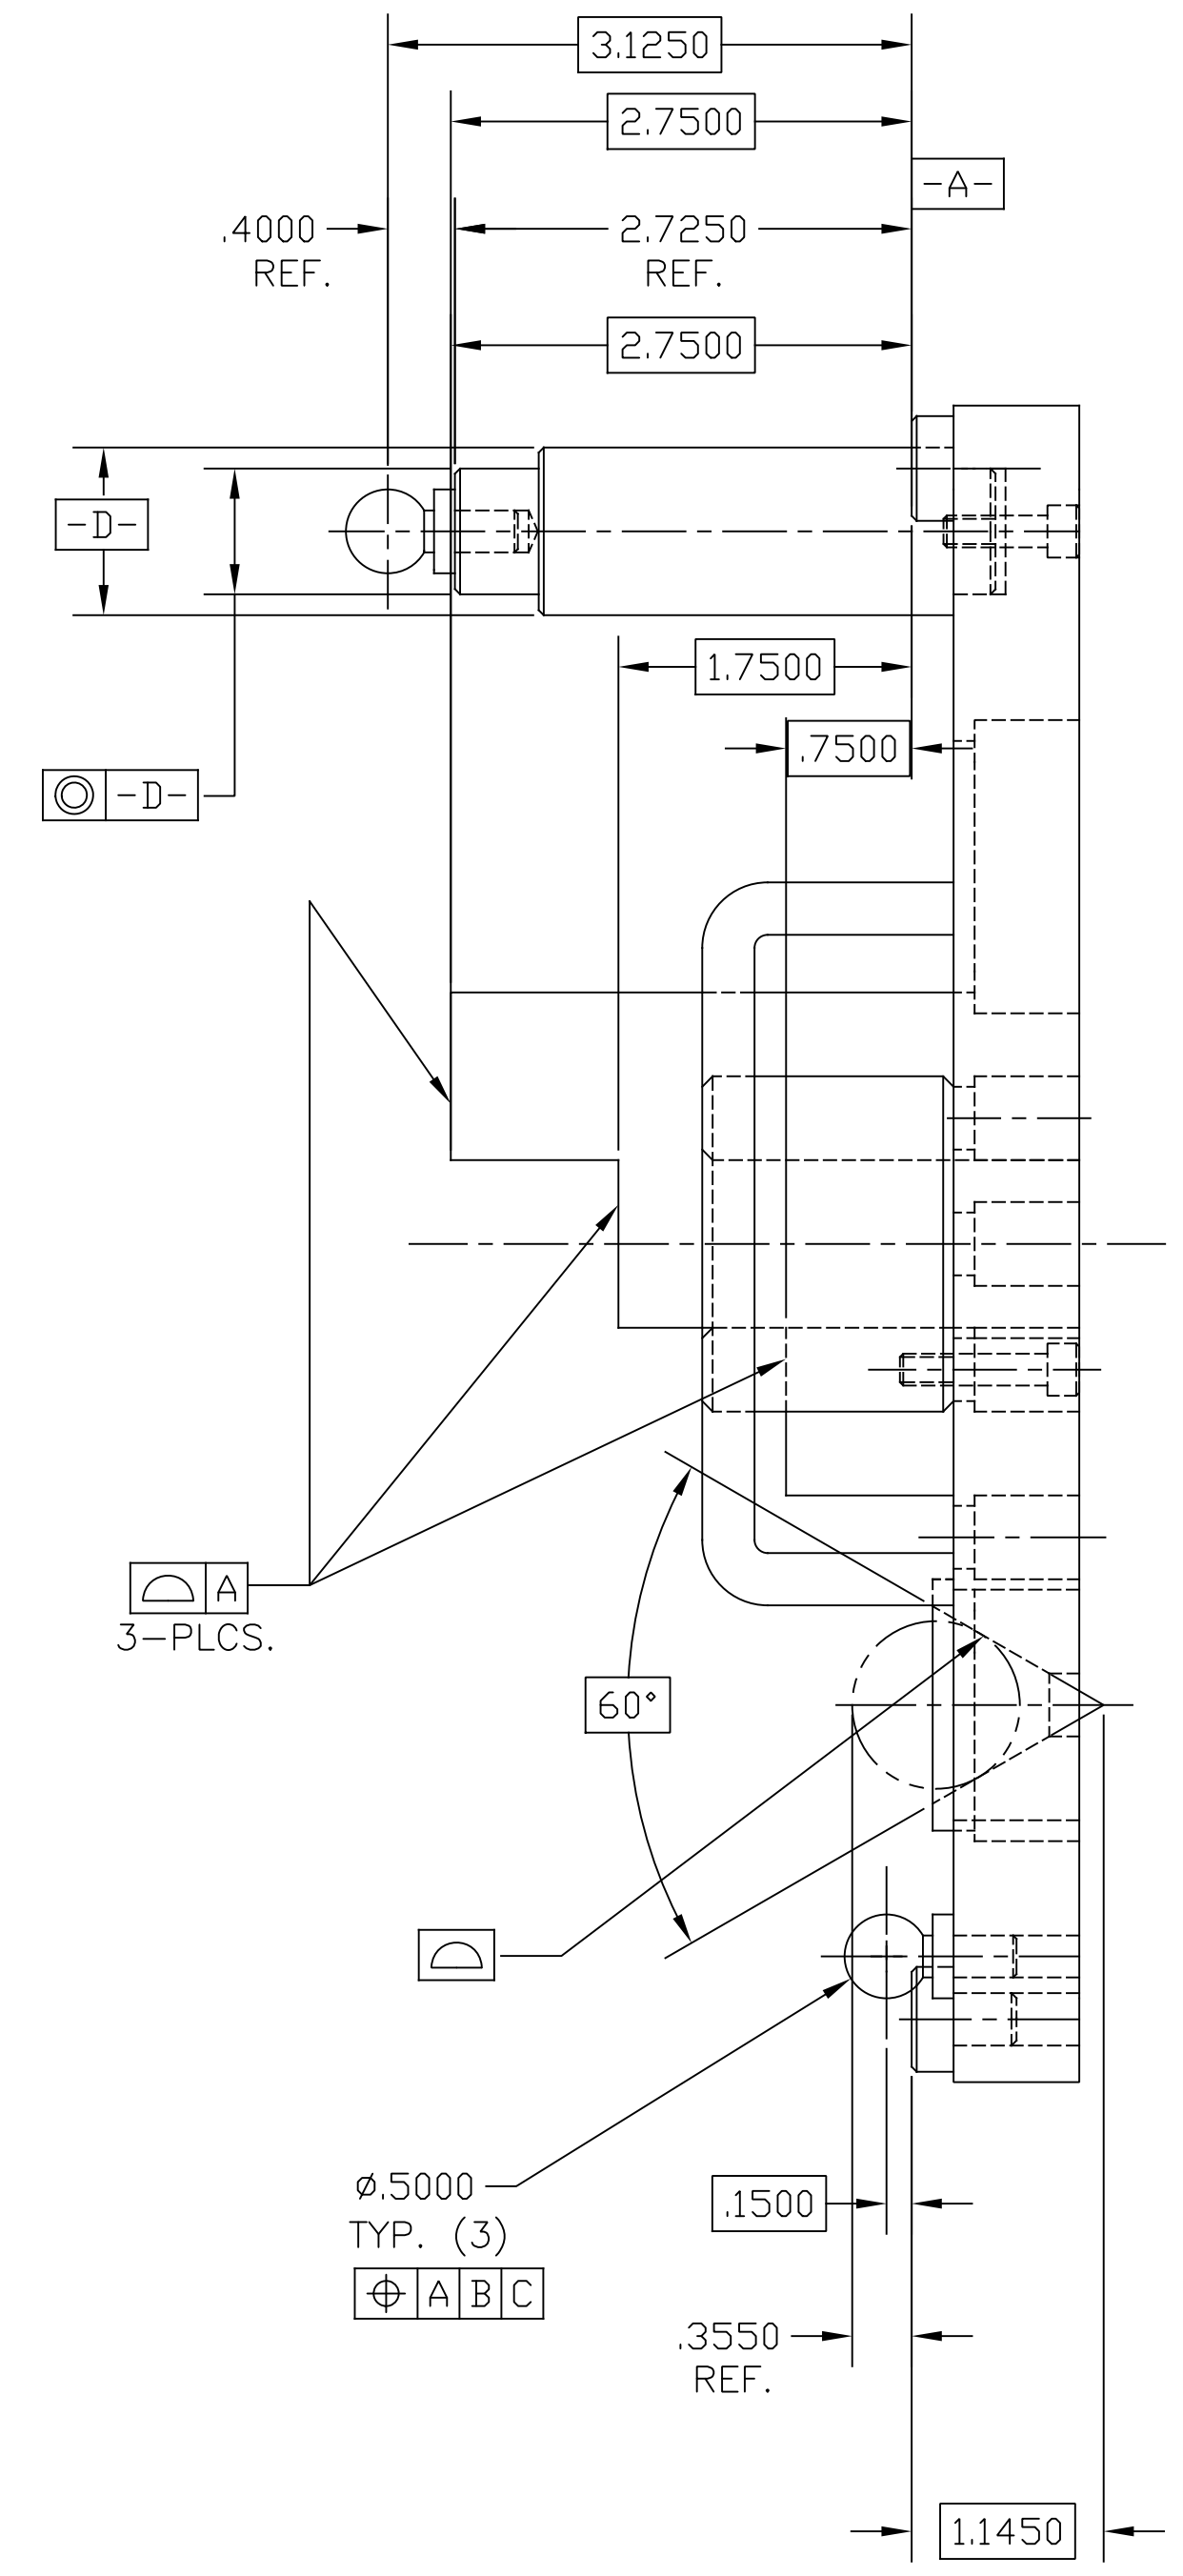 3.1250
2.7500
-A-
.4000
REF.
2.7250
REF.
2.7500
-D-
1.7500
.7500
-D-
A
3-PLCS.
60°
ø.5000
TYP. (3)
A B C
.1500
.3550
REF.
1.1450